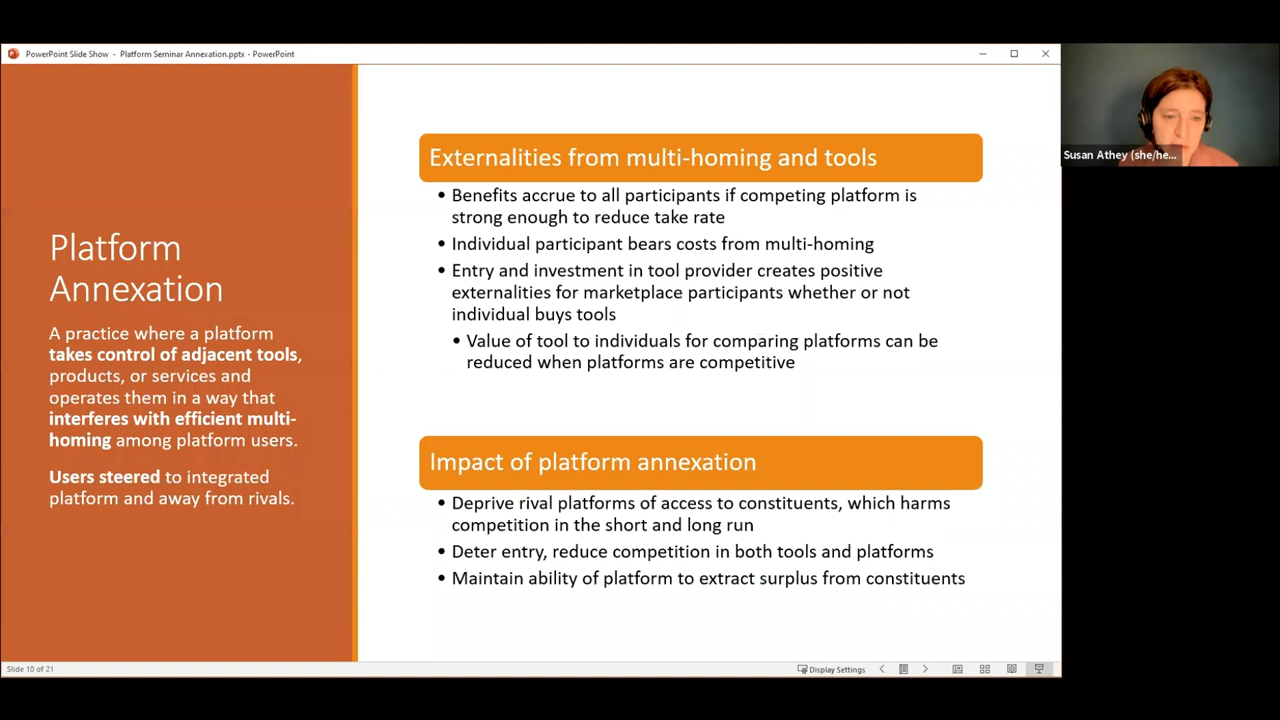 PowerPoint Slide Show - Platform Seminar Annexation.pptx - PowerPoint
Platform
Annexation
A practice where a platform
takes control of adjacent tools,
products, or services and
operates them in a way that
interferes with efficient multi-
homing among platform users.
Users steered to integrated
platform and away from rivals.
Externalities from multi-homing and tools
• Benefits accrue to all participants if competing platform is
strong enough to reduce take rate
• Individual participant bears costs from multi-homing
• Entry and investment in tool provider creates positive
externalities for marketplace participants whether or not
individual buys tools
• Value of tool to individuals for comparing platforms can be
reduced when platforms are competitive
Impact of platform annexation
• Deprive rival platforms of access to constituents, which harms
competition in the short and long run
• Deter entry, reduce competition in both tools and platforms
• Maintain ability of platform to extract surplus from constituents
Susan Athey (she/he...
Slide 10 of 21
Display Settings